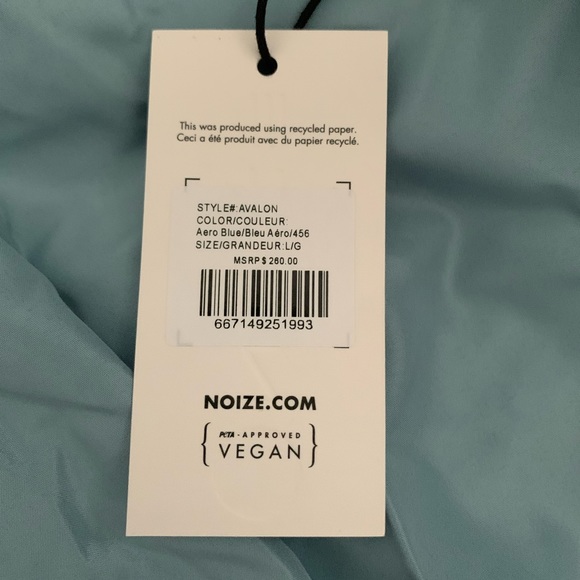 This was produced using recycled paper.
Ceci a été produit avec du papier recyclé.
STYLE#:AVALON
COLOR/COULEUR:
Aero Blue/Bleu Aéro/456
SIZE/GRANDEUR:L/G
MSRP$ 260.00
667149251993
NOIZE.COM
PETA-APPROVED
VEGAN